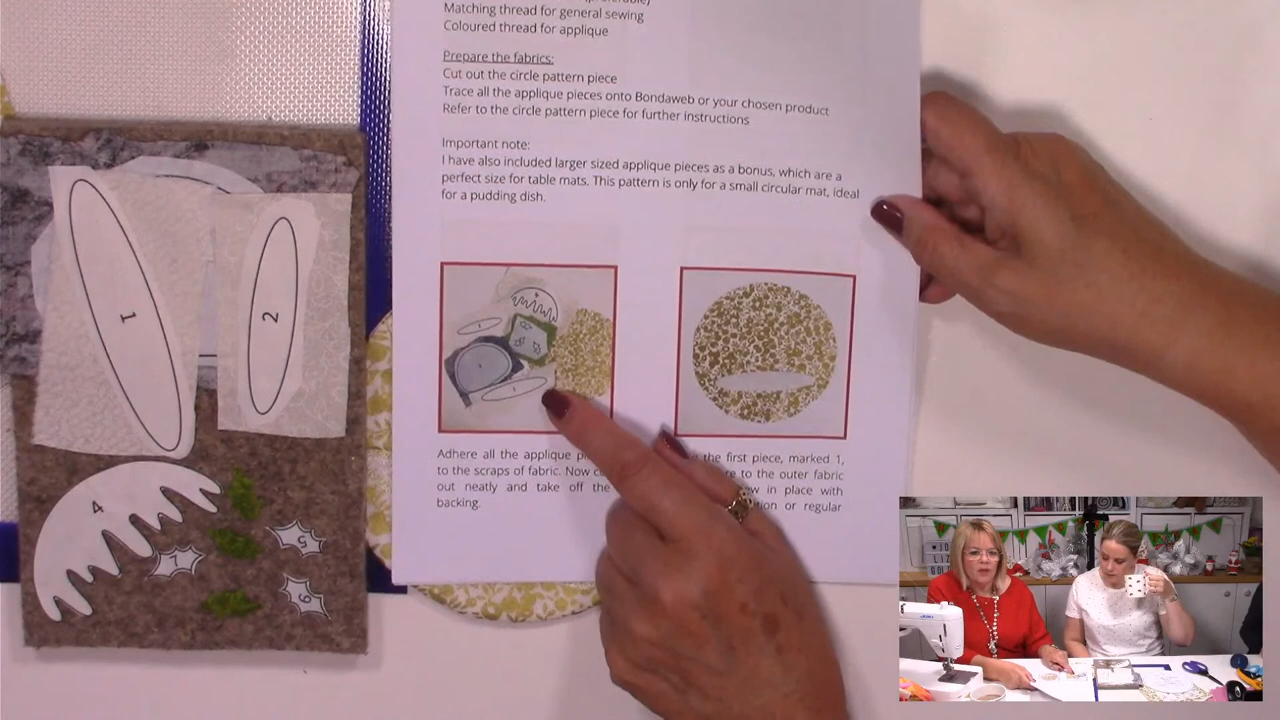 Matching thread for general sewing
Coloured thread for applique
Prepare the fabrics:
Cut out the circle pattern piece
Trace all the applique pieces onto Bondaweb or your chosen product
Refer to the circle pattern piece for further instructions
Important note:
I have also included larger sized applique pieces as a bonus, which are a
perfect size for table mats. This pattern is only for a small circular mat, ideal
for a pudding dish.
Adhere all the applique
to the scraps of fabric. Now
out neatly and take off the
backing.
the first piece, marked 1,
to the outer fabric
in place with
or regular
1
2
4
5
7
6